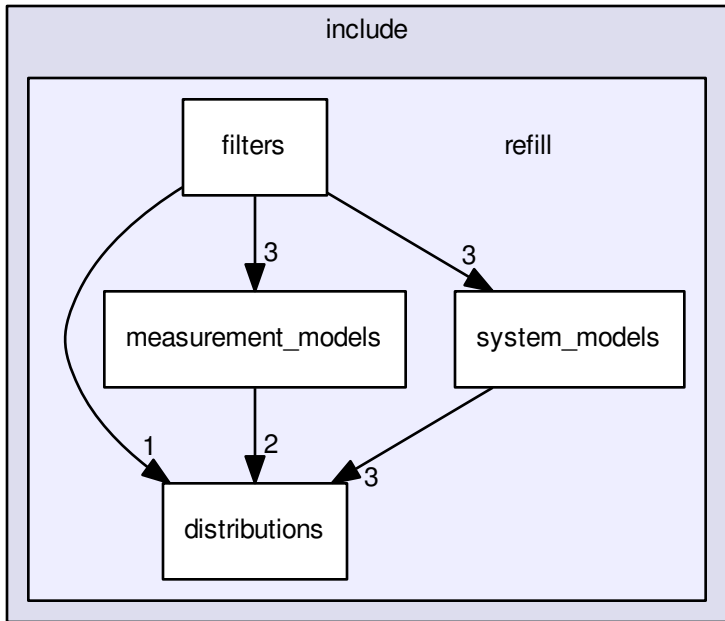 include
filters
refill
3
3
measurement_models
system_models
1
2
3
distributions